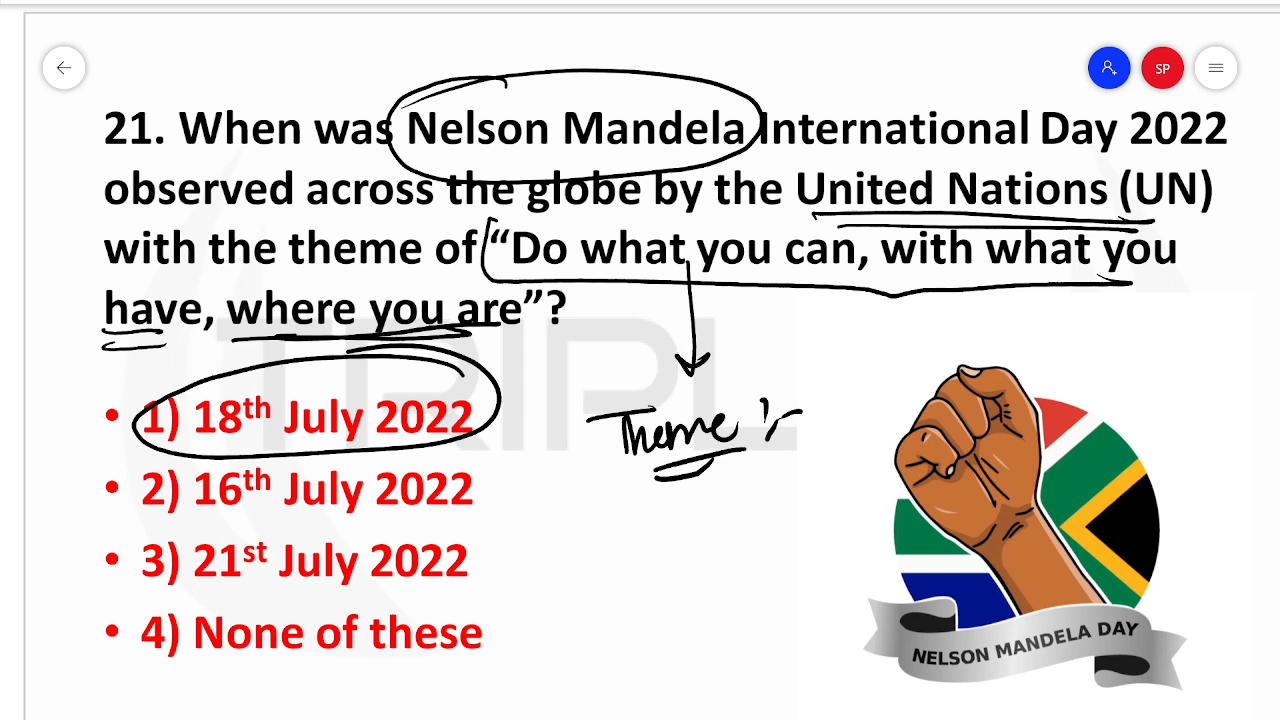 SP
21. When was Nelson Mandela International Day 2022
observed across the globe by the United Nations (UN)
with the theme of “Do what you can, with what you
have, where you are”?
• 1) 18th July 2022
Theme :-
• 2) 16th July 2022
• 3) 21st July 2022
• 4) None of these
NELSON MANDELA DAY
TRIPL